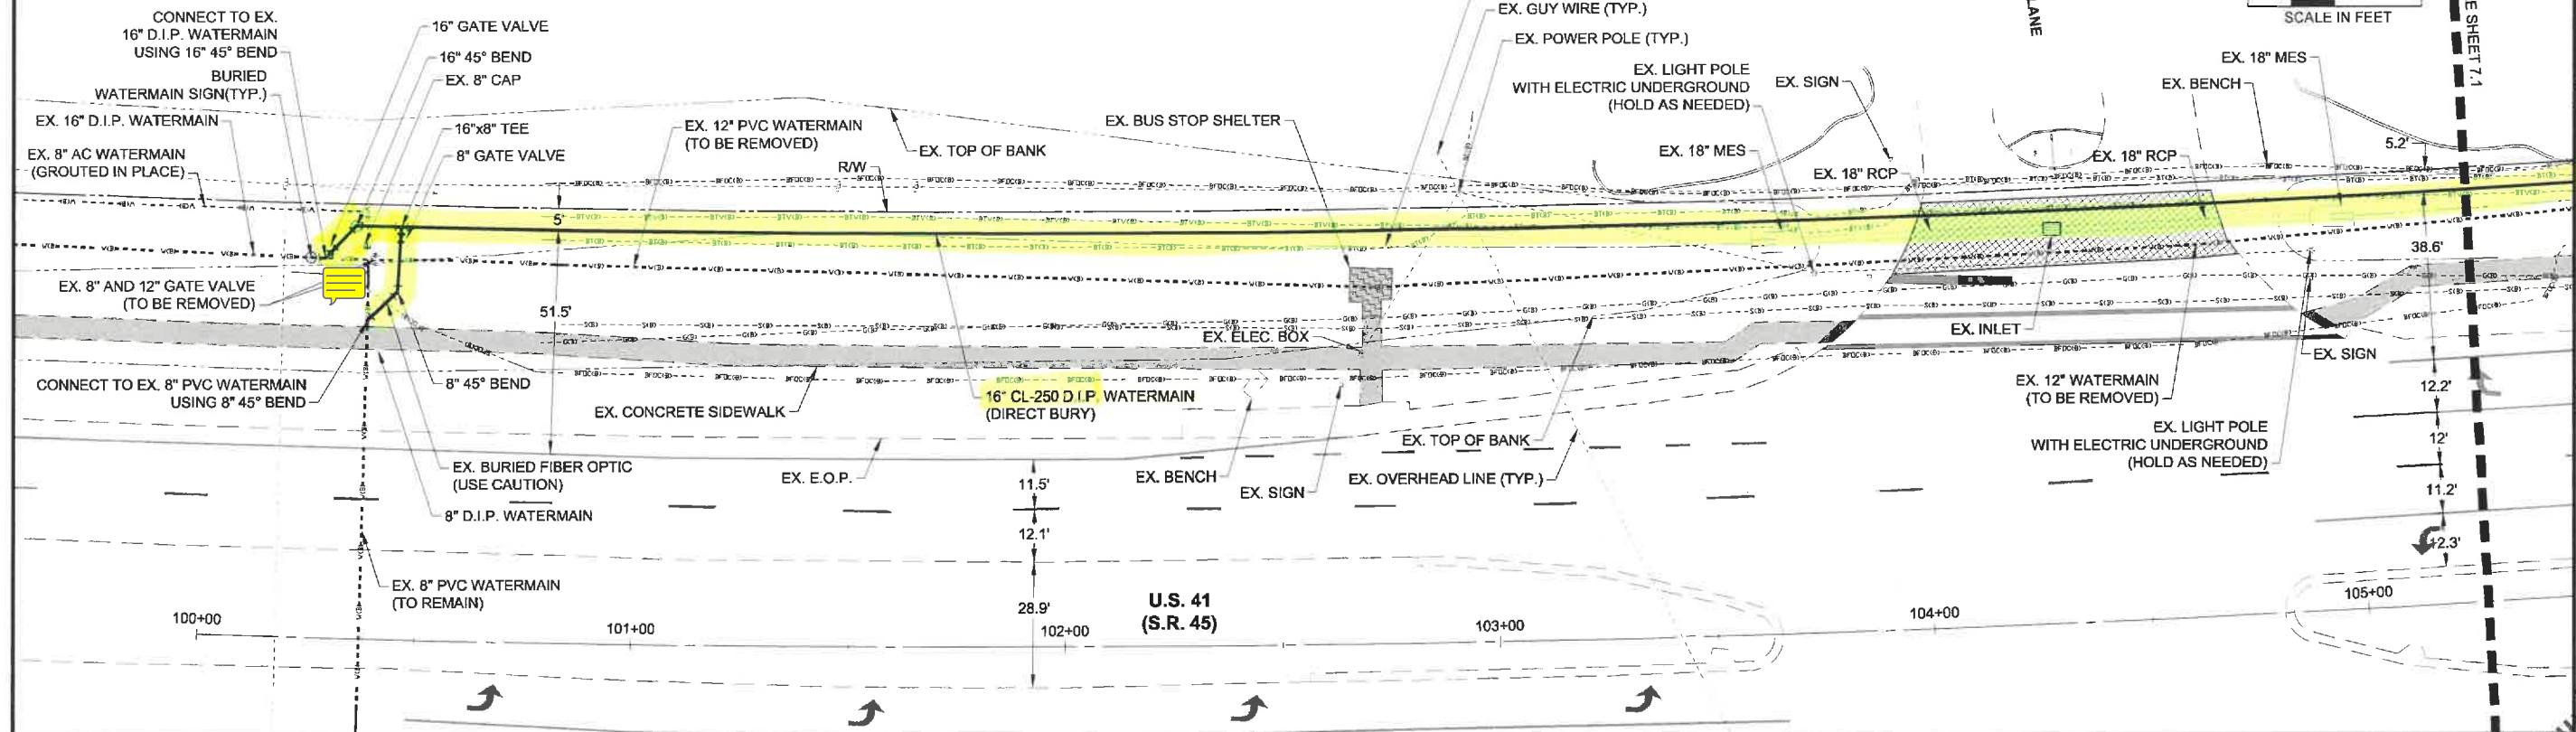 CONNECT TO EX.
16" D.I.P. WATERMAIN
USING 16" 45° BEND
BURIED
WATERMAIN SIGN(TYP.)
EX. 16" D.I.P. WATERMAIN
EX. 8" AC WATERMAIN
(GROUTED IN PLACE)
16" GATE VALVE
16" 45° BEND
EX. 8" CAP
16"x8" TEE
8" GATE VALVE
EX. 12" PVC WATERMAIN
(TO BE REMOVED)
R/W
EX. TOP OF BANK
EX. BUS STOP SHELTER
EX. GUY WIRE (TYP.)
EX. POWER POLE (TYP.)
EX. LIGHT POLE
WITH ELECTRIC UNDERGROUND
(HOLD AS NEEDED)
EX. SIGN
EX. 18" MES
EX. 18" RCP
LANE
SCALE IN FEET
E SHEET 7.1
EX. 18" MES
EX. BENCH
5.2'
EX. 18" RCP
5'
38.6'
EX. 8" AND 12" GATE VALVE
(TO BE REMOVED)
51.5'
EX. ELEC. BOX
EX. INLET
EX. SIGN
CONNECT TO EX. 8" PVC WATERMAIN
USING 8" 45° BEND
8" 45° BEND
EX. CONCRETE SIDEWALK
16" CL-250 D.I.P. WATERMAIN
(DIRECT BURY)
EX. 12" WATERMAIN
(TO BE REMOVED)
12.2'
EX. TOP OF BANK
EX. LIGHT POLE
WITH ELECTRIC UNDERGROUND
(HOLD AS NEEDED)
12'
EX. BURIED FIBER OPTIC
(USE CAUTION)
EX. E.O.P.
11.5'
EX. BENCH
EX. SIGN
EX. OVERHEAD LINE (TYP.)
11.2'
8" D.I.P. WATERMAIN
12.1'
12.3'
EX. 8" PVC WATERMAIN
(TO REMAIN)
28.9'
U.S. 41
(S.R. 45)
100+00
101+00
102+00
103+00
104+00
105+00